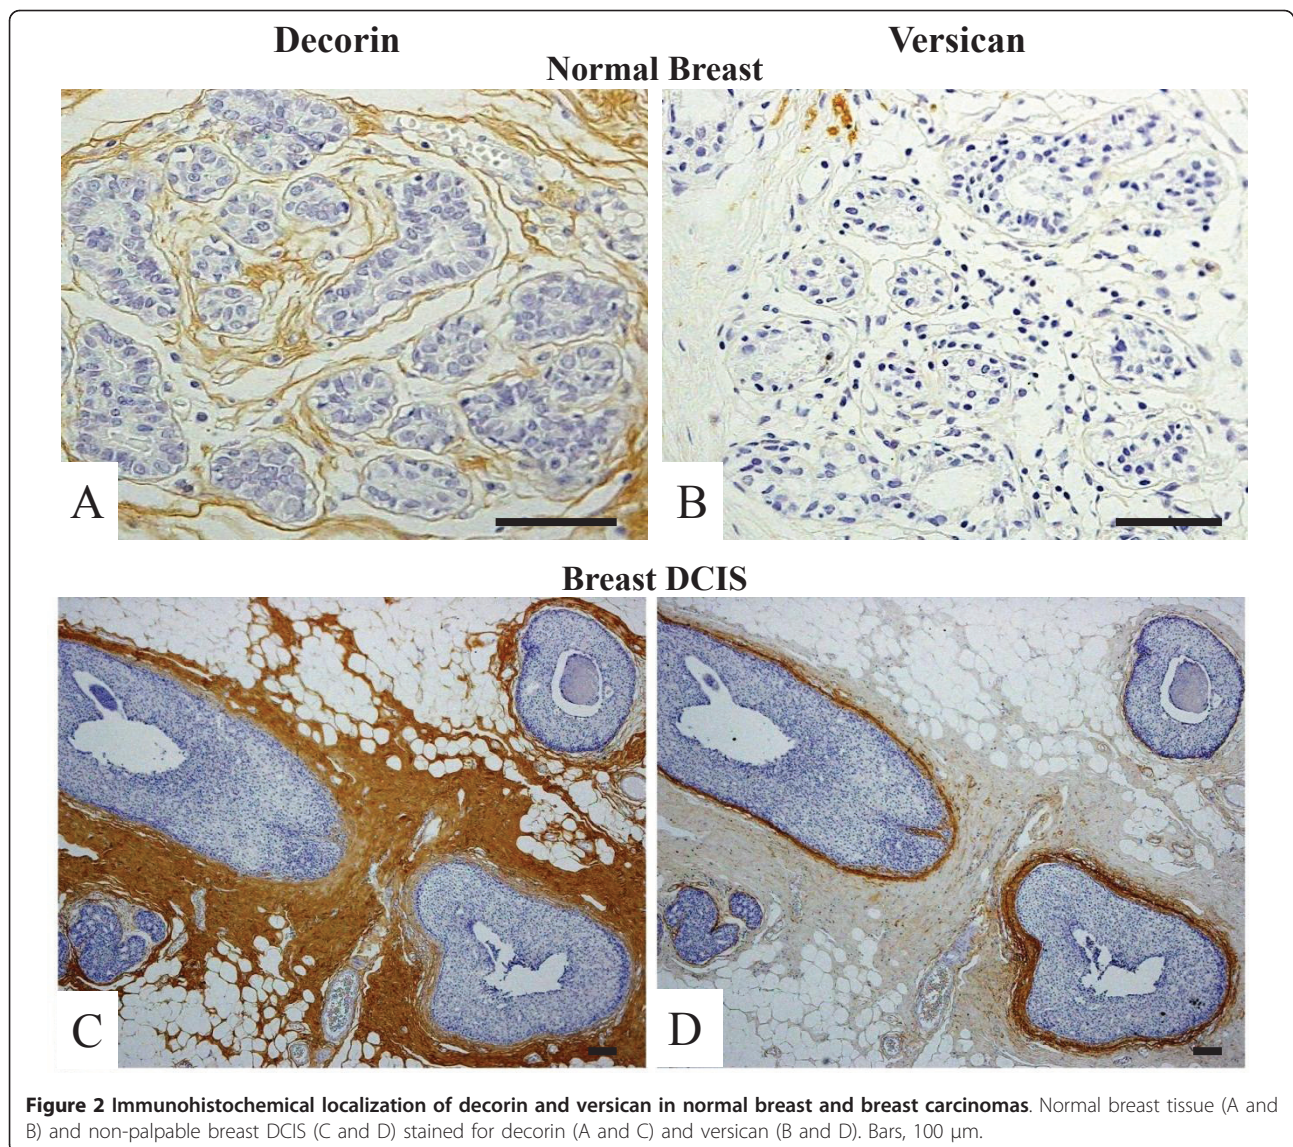 Decorin Versican
Normal Breast
A B
Breast DCIS
C D
Figure 2 Immunohistochemical localization of decorin and versican in normal breast and breast carcinomas. Normal breast tissue (A and
B) and non-palpable breast DCIS (C and D) stained for decorin (A and C) and versican (B and D). Bars, 100 μm.